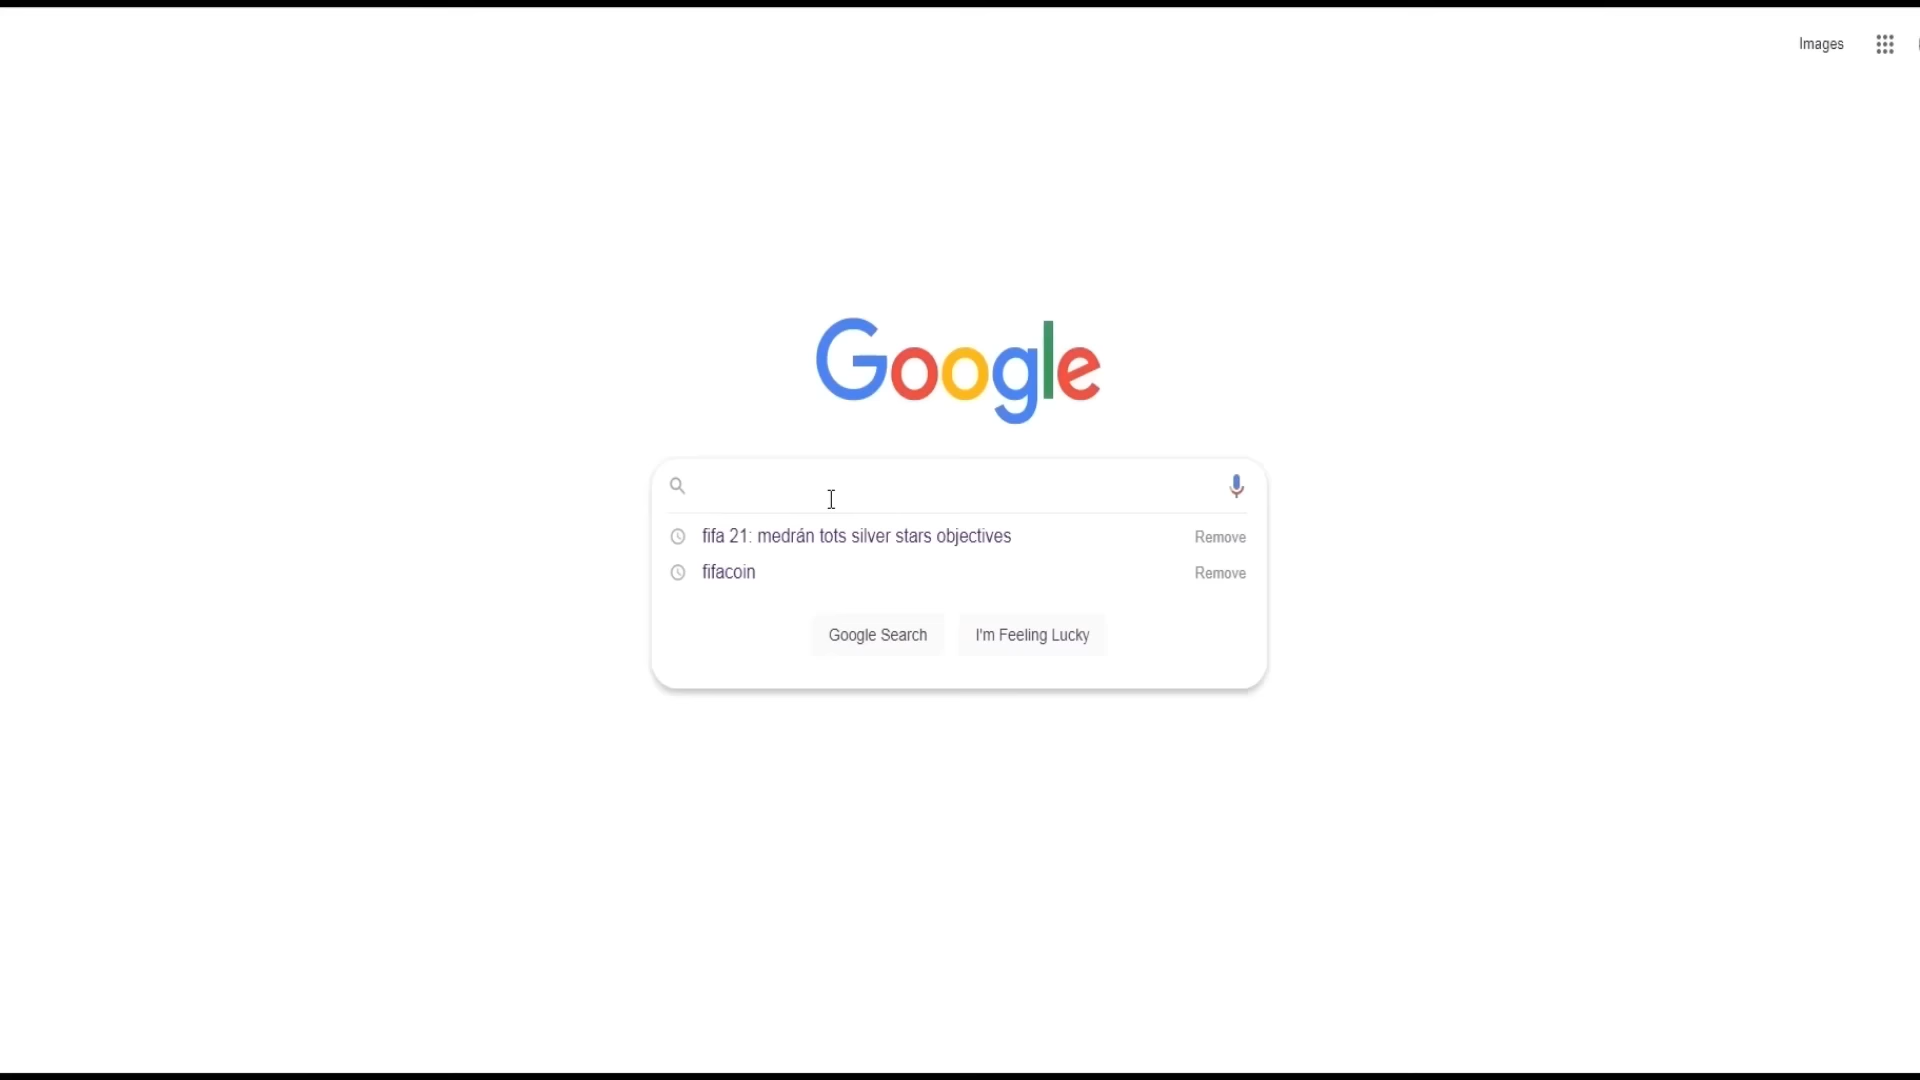 Images
Google
fifa 21: medrán tots silver stars objectives
Remove
fifacoin
Remove
Google Search
I'm Feeling Lucky